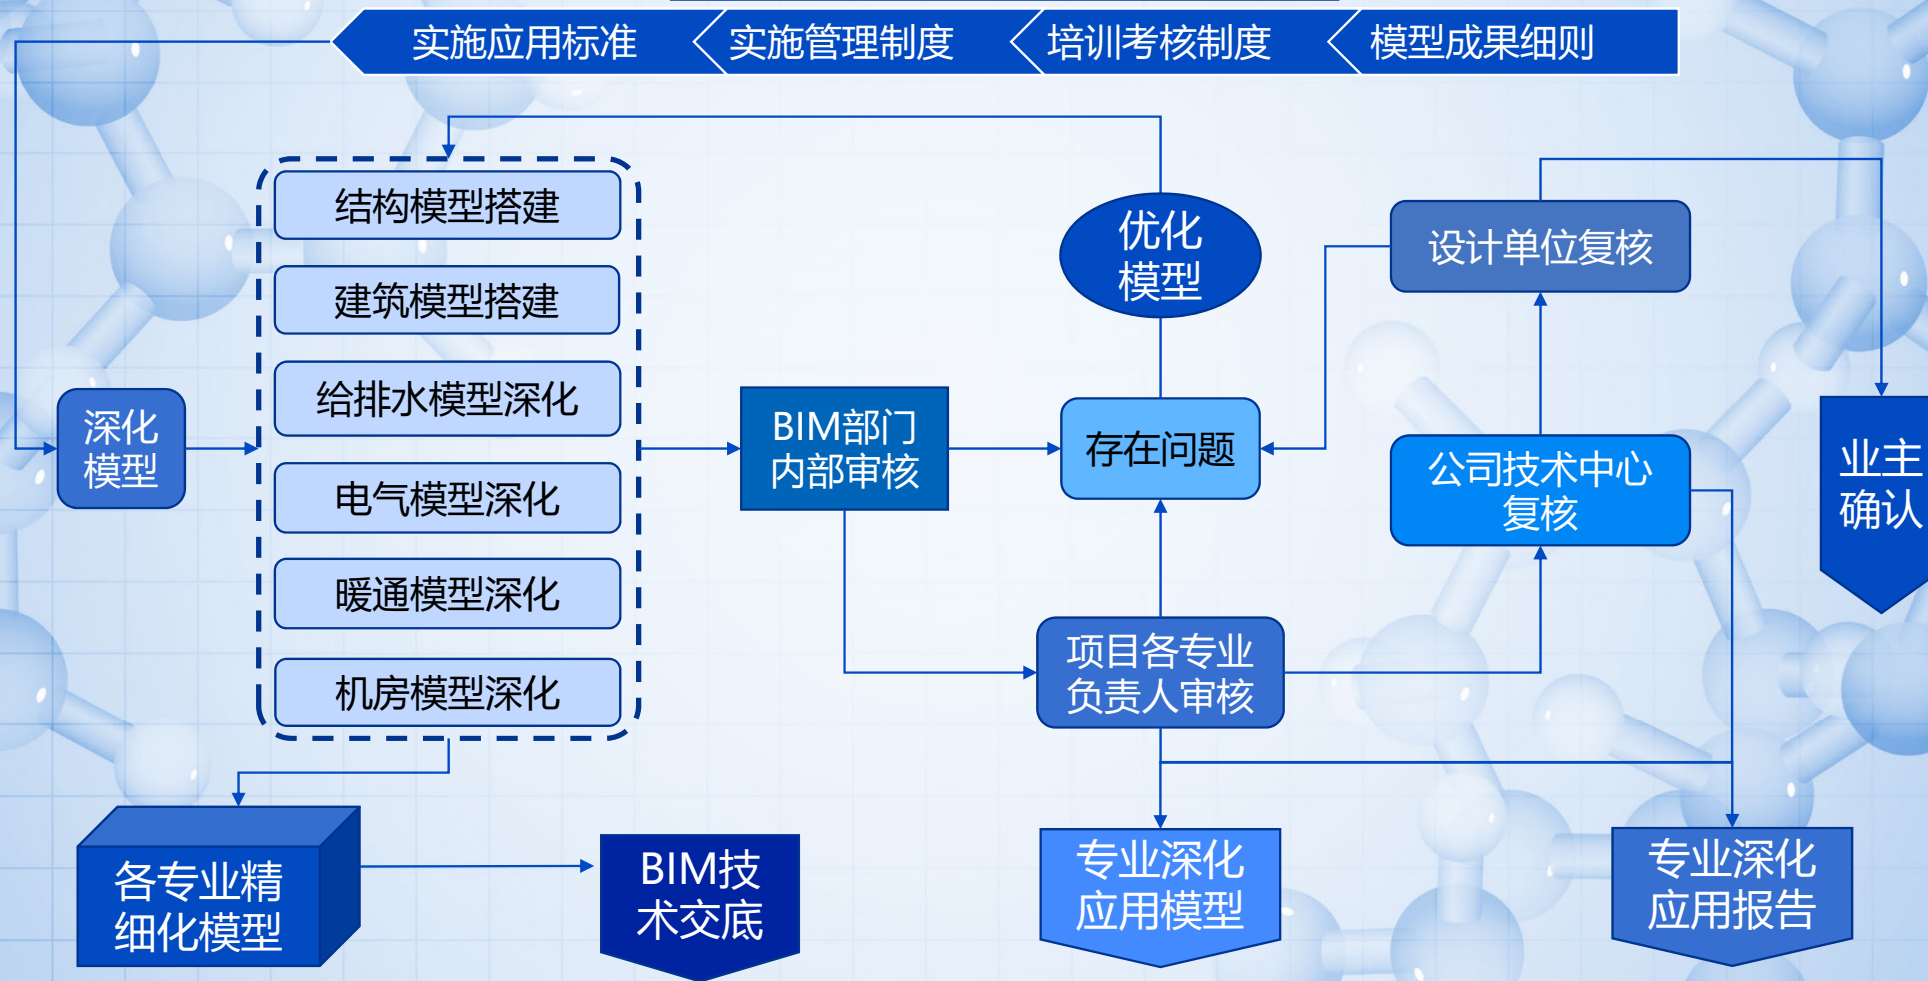 实施应用标准
实施管理制度
培训考核制度
模型成果细则
深化
模型
结构模型搭建
建筑模型搭建
给排水模型深化
电气模型深化
暖通模型深化
机房模型深化
BIM部门
内部审核
优化
模型
存在问题
项目各专业
负责人审核
设计单位复核
公司技术中心
复核
业主
确认
各专业精
细化模型
BIM技
术交底
专业深化
应用模型
专业深化
应用报告